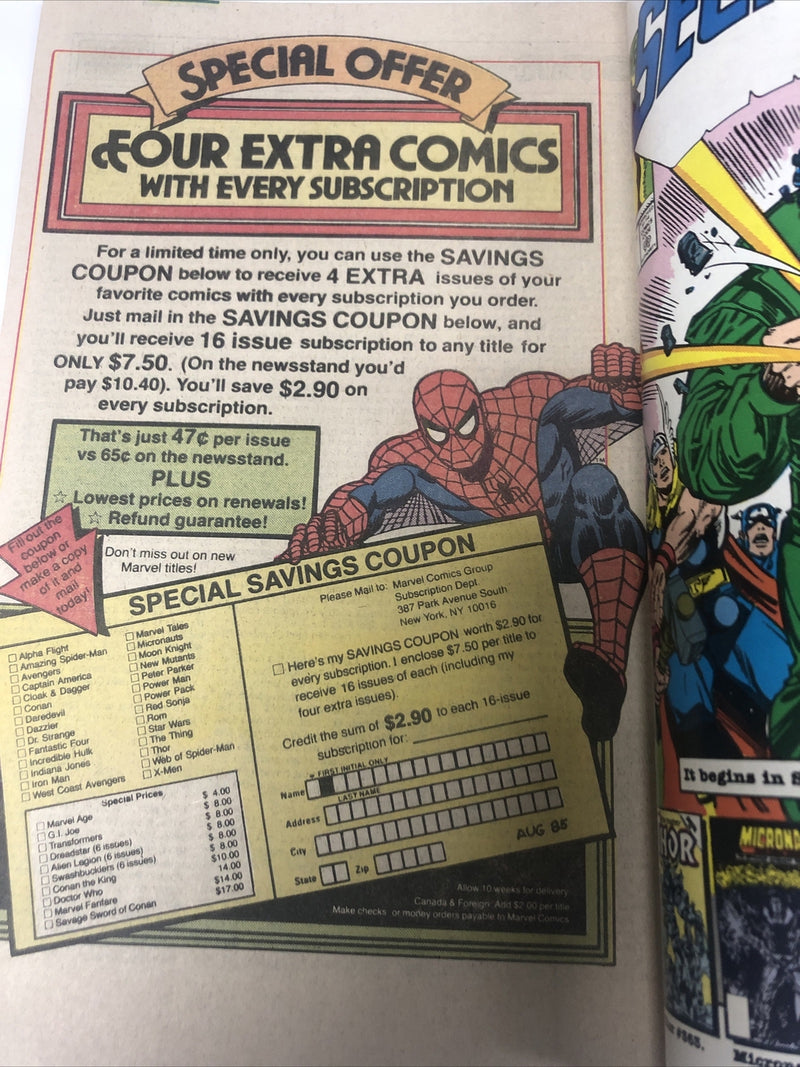 SPECIAL OFFER
FOUR EXTRA COMICS
WITH EVERY SUBSCRIPTION
For a limited time only, you can use the SAVINGS
COUPON below to receive 4 EXTRA issues of your
favorite comics with every subscription you order.
Just mail in the SAVINGS COUPON below, and
you'll receive 16 issue subscription to any title for
ONLY $7.50. (On the newsstand you'd
pay $10.40). You'll save $2.90 on
every subscription.
That's just 47¢ per issue
vs 65¢ on the newsstand.
PLUS
☆ Lowest prices on renewals!
☆ Refund guarantee!
Fill out the
coupon
below or
make a copy
of it and
mail
today!
Don't miss out on new
Marvel titles!
TM
SPECIAL SAVINGS COUPON
Please Mail to: Marvel Comics Group
Subscription Dept.
387 Park Avenue South
New York, NY 10016
□ Alpha Flight
□ Amazing Spider-Man
□ Avengers
□ Captain America
□ Cloak & Dagger
□ Conan
□ Daredevil
□ Dazzler
□ Dr. Strange
□ Fantastic Four
□ Incredible Hulk
□ Indiana Jones
□ Iron Man
□ West Coast Avengers
□ Marvel Tales
□ Micronauts
□ Moon Knight
□ New Mutants
□ Peter Parker
□ Power Man
□ Power Pack
□ Red Sonja
□ Rom
□ Star Wars
□ The Thing
□ Thor
□ Web of Spider-Man
□ X-Men
□ Here's my SAVINGS COUPON worth $2.90 for
every subscription. I enclose $7.50 per title to
receive 16 issues of each (including my
four extra issues).
Credit the sum of $2.90 to each 16-issue
subscription for:
Special Prices
□ Marvel Age $ 4.00
□ G.I. Joe $ 8.00
□ Transformers $ 8.00
□ Dreadstar (6 issues) $ 8.00
□ Alien Legion (6 issues) $ 8.00
□ Swashbucklers (6 issues) $10.00
□ Conan the King 14.00
□ Doctor Who $14.00
□ Marvel Fanfare $17.00
□ Savage Sword of Conan
FIRST INITIAL ONLY
Name
LAST NAME
Address
City
State Zip
AUG 85
Allow 10 weeks for delivery
Canada & Foreign: Add $2.00 per title
Make checks or money orders payable to Marvel Comics
SEC
It begins in S
HOR
MICRONA
#363.
Micron